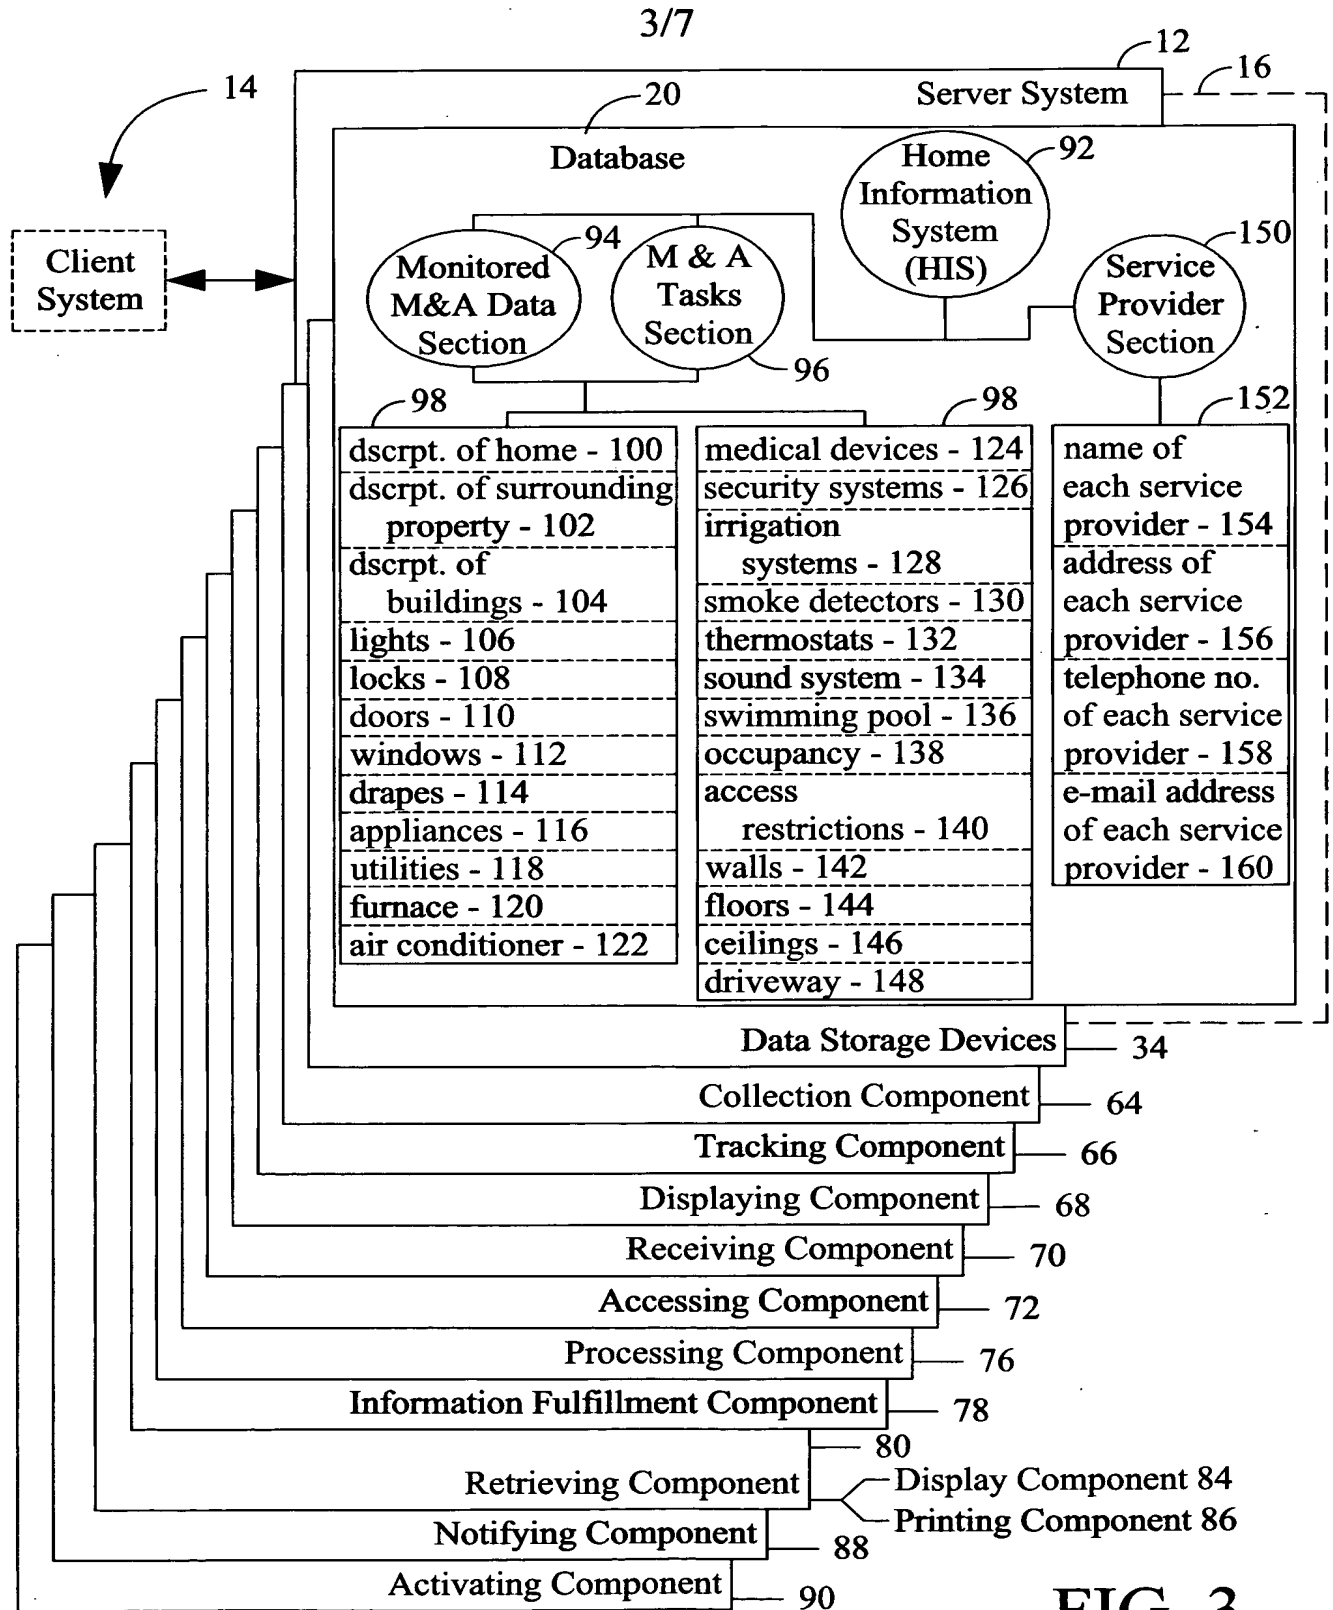 3/7
12
14
16
Server System
20
Database
Home
Information
System
(HIS)
92
Client
System
94
Monitored
M&A Data
Section
M & A
Tasks
Section
96
150
Service
Provider
Section
98
98
152
dscrpt. of home - 100
dscrpt. of surrounding
property - 102
dscrpt. of
buildings - 104
lights - 106
locks - 108
doors - 110
windows - 112
drapes - 114
appliances - 116
utilities - 118
furnace - 120
air conditioner - 122
medical devices - 124
security systems - 126
irrigation
systems - 128
smoke detectors - 130
thermostats - 132
sound system - 134
swimming pool - 136
occupancy - 138
access
restrictions - 140
walls - 142
floors - 144
ceilings - 146
driveway - 148
name of
each service
provider - 154
address of
each service
provider - 156
telephone no.
of each service
provider - 158
e-mail address
of each service
provider - 160
Data Storage Devices
34
Collection Component
64
Tracking Component
66
Displaying Component
68
Receiving Component
70
Accessing Component
72
Processing Component
76
Information Fulfillment Component
78
80
Retrieving Component
Display Component 84
Printing Component 86
Notifying Component
88
Activating Component
90
FIG. 3